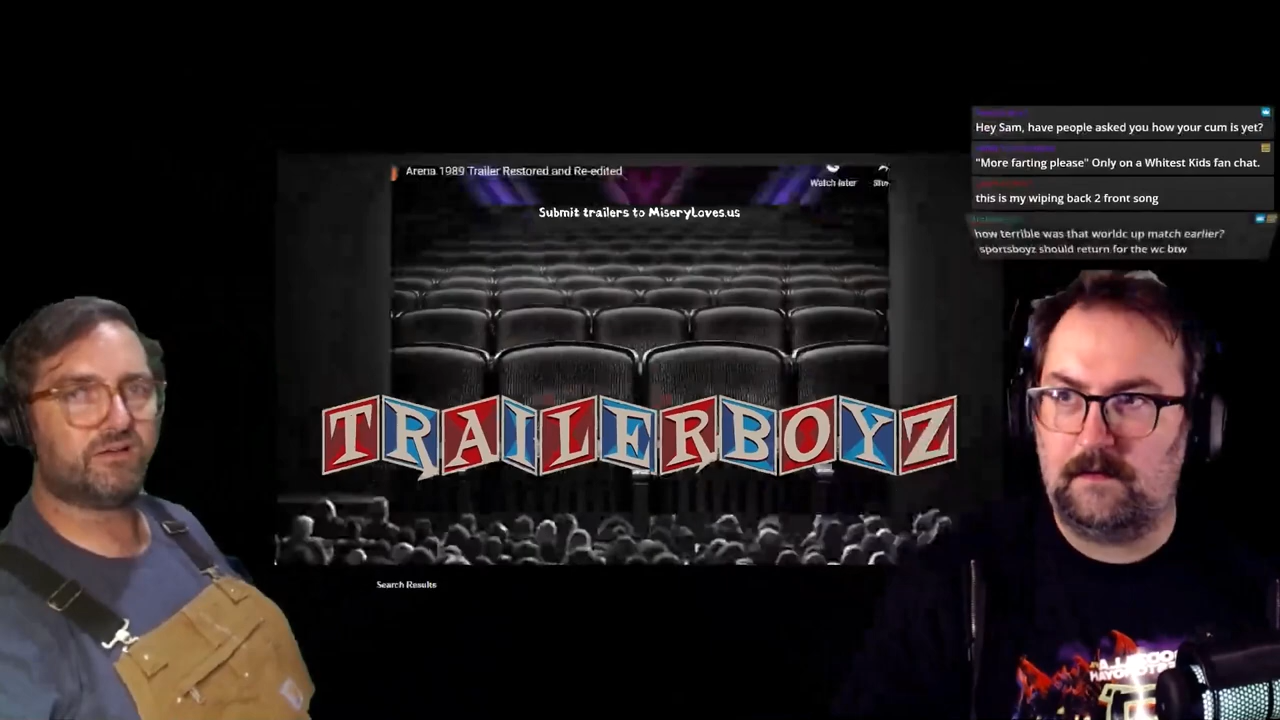 Arena 1989 Trailer Restored and Re-edited
Watch later
Submit trailers to MiseryLoves.us
TRAILERBOYZ
Search Results
Hey Sam, have people asked you how your cum is yet?
"More farting please" Only on a Whitest Kids fan chat.
this is my wiping back 2 front song
how terrible was that worldc up match earlier?
sportsboyz should return for the wc btw